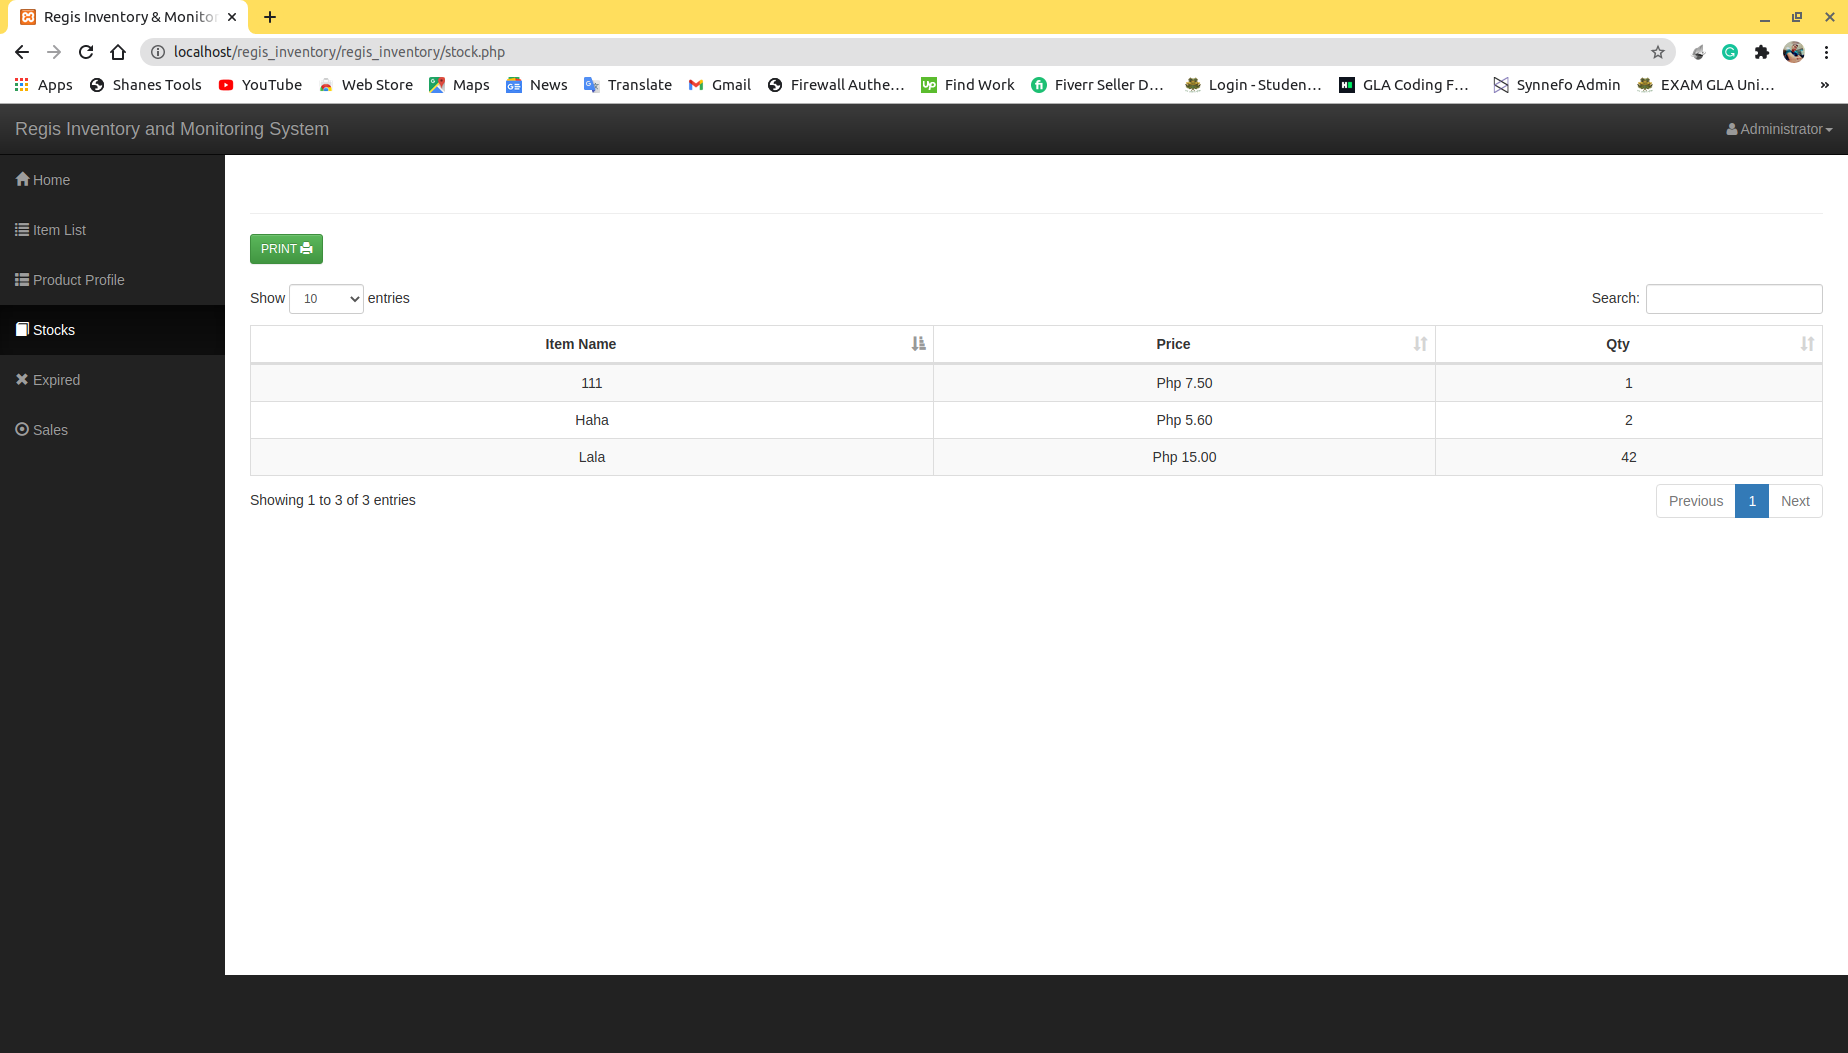 Regis Inventory & Monitor
localhost/regis_inventory/regis_inventory/stock.php
Apps Shanes Tools YouTube Web Store Maps News Translate Gmail Firewall Authe... Find Work Fiverr Seller D... Login - Studen... GLA Coding F... Synnefo Admin EXAM GLA Uni... »
Regis Inventory and Monitoring System Administrator
Home
Item List
Product Profile
Stocks
Expired
Sales
PRINT
Show 10 entries Search:
Item Name Price Qty
111 Php 7.50 1
Haha Php 5.60 2
Lala Php 15.00 42
Showing 1 to 3 of 3 entries Previous 1 Next